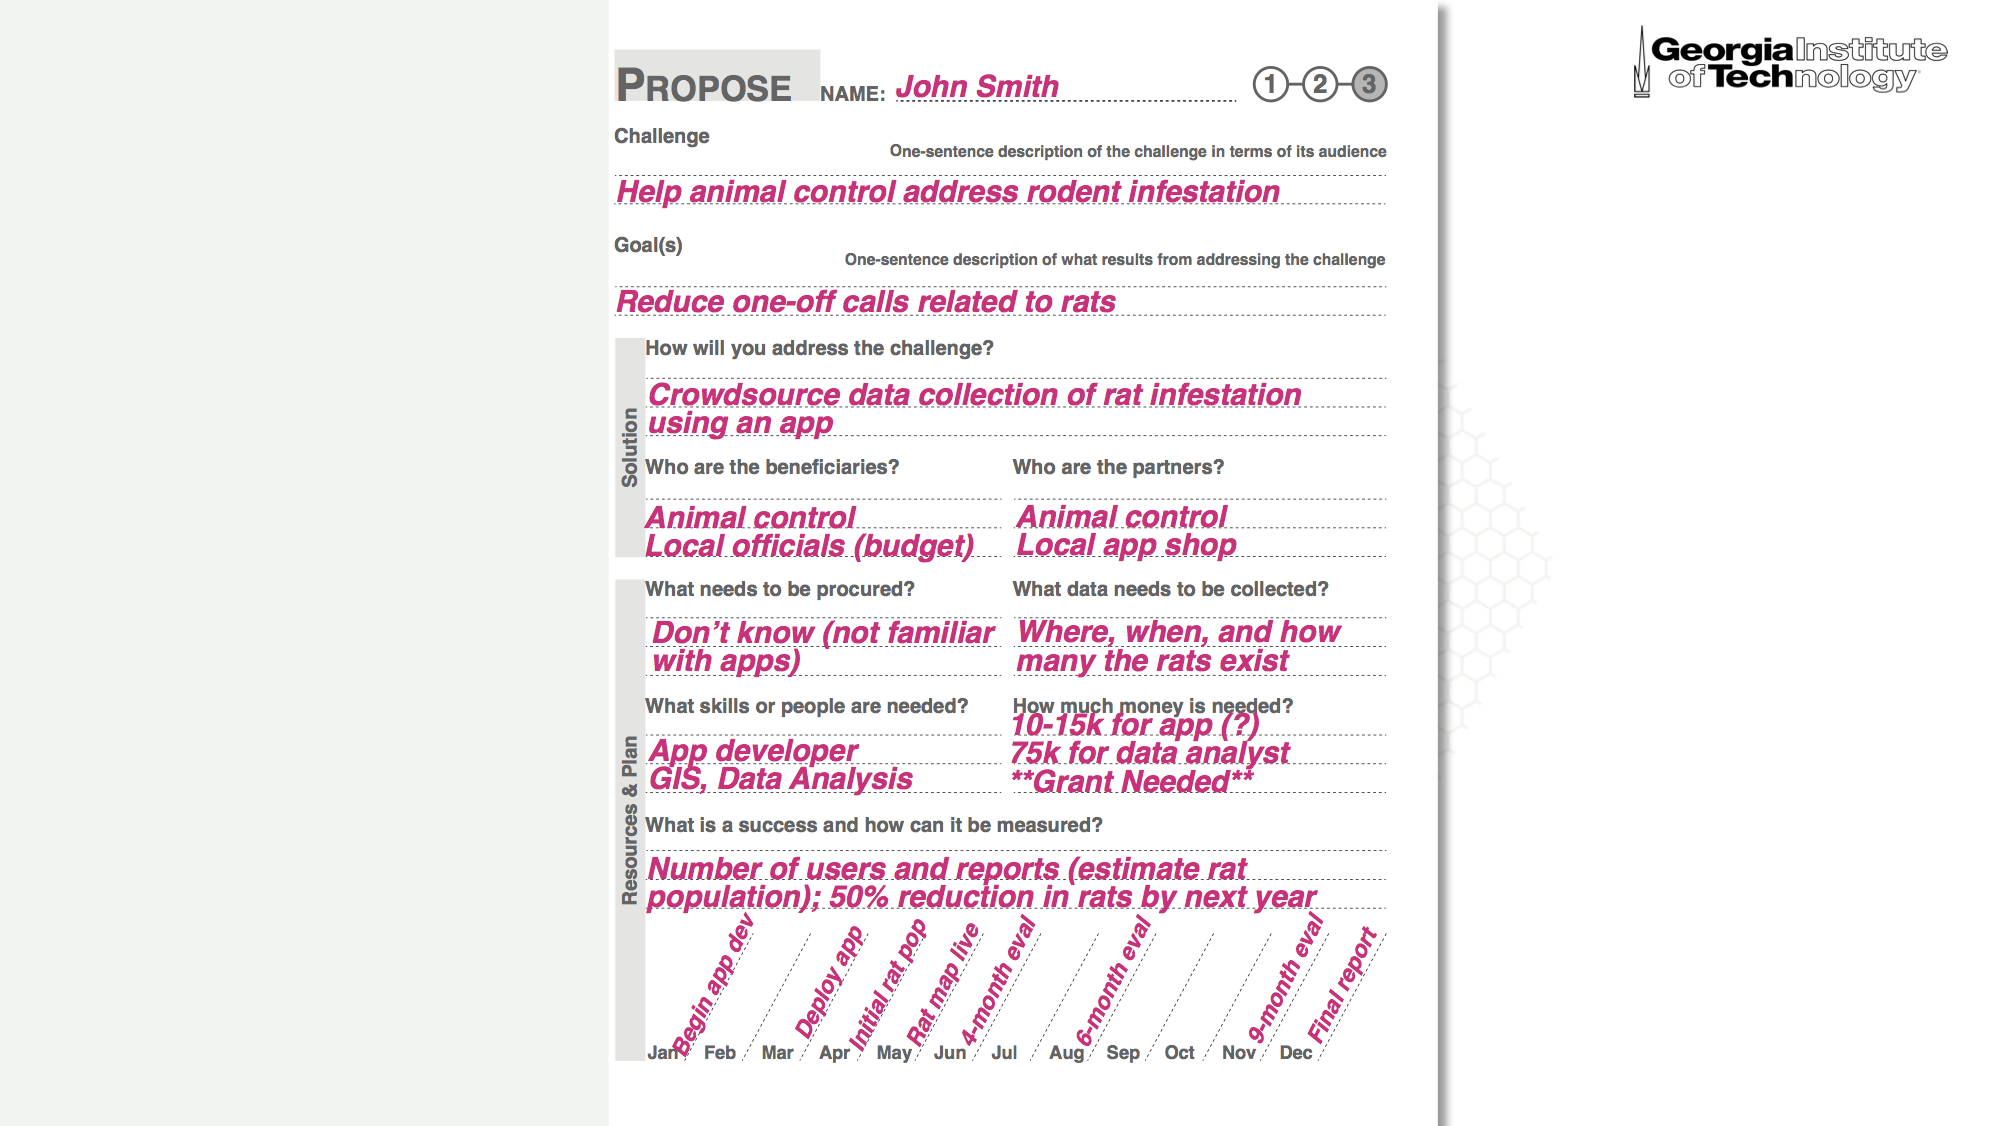 PROPOSE NAME: John Smith 1 2 3
Georgia Institute
of Technology
Challenge
One-sentence description of the challenge in terms of its audience
Help animal control address rodent infestation
Goal(s)
One-sentence description of what results from addressing the challenge
Reduce one-off calls related to rats
Solution
How will you address the challenge?
Crowdsource data collection of rat infestation
using an app
Who are the beneficiaries?
Animal control
Local officials (budget)
Who are the partners?
Animal control
Local app shop
Resources & Plan
What needs to be procured?
Don't know (not familiar
with apps)
What data needs to be collected?
Where, when, and how
many the rats exist
What skills or people are needed?
App developer
GIS, Data Analysis
How much money is needed?
10-15k for app (?)
75k for data analyst
**Grant Needed**
What is a success and how can it be measured?
Number of users and reports (estimate rat
population); 50% reduction in rats by next year
Begin app dev
Deploy app
Initial rat pop
Rat map live
4-month eval
6-month eval
9-month eval
Final report
Jan Feb Mar Apr May Jun Jul Aug Sep Oct Nov Dec